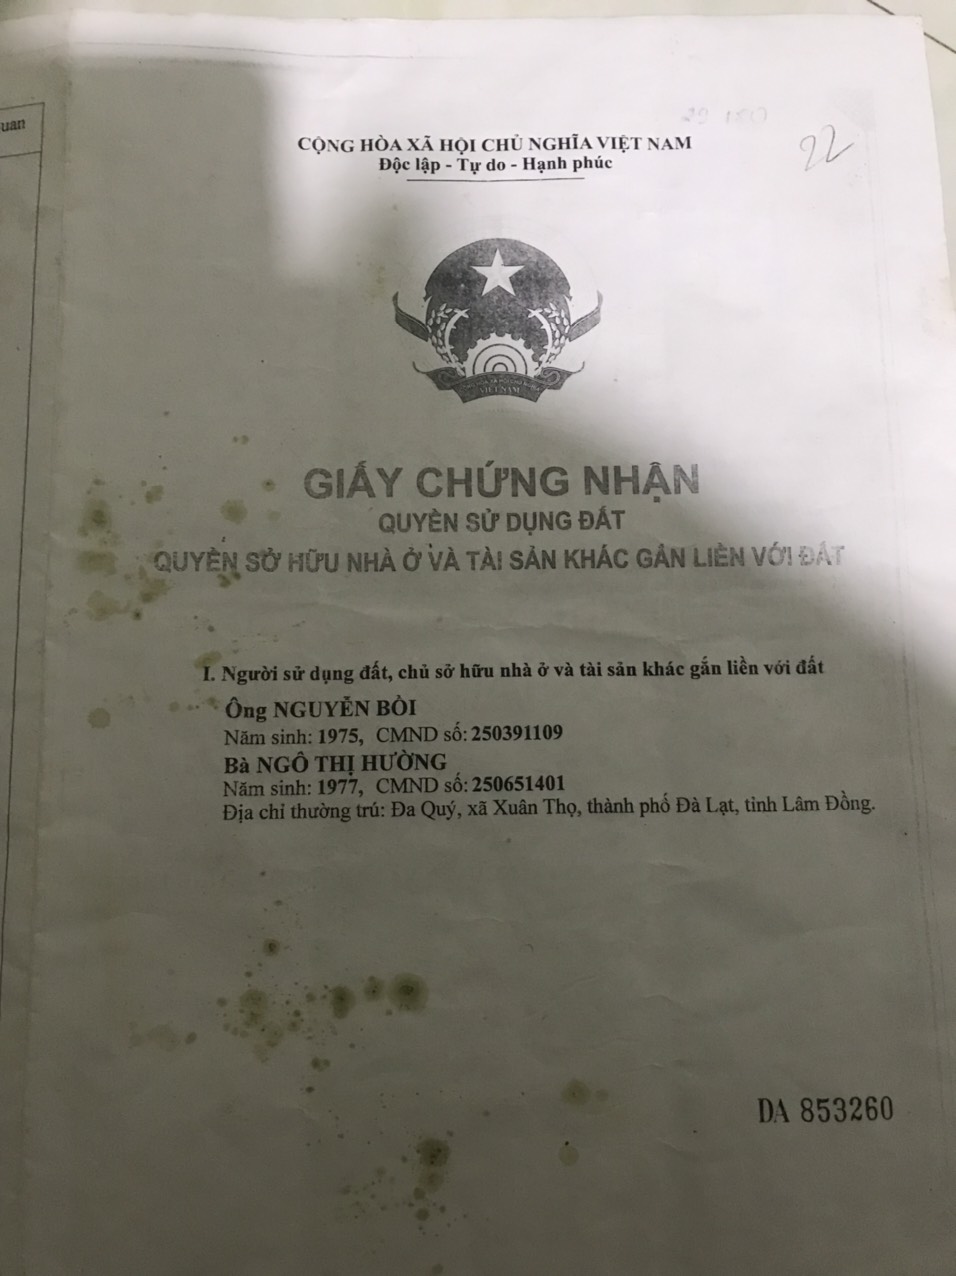 uan
22
CỘNG HÒA XÃ HỘI CHỦ NGHĨA VIỆT NAM
Độc lập - Tự do - Hạnh phúc
VIỆT NAM
GIẤY CHỨNG NHẬN
QUYỀN SỬ DỤNG ĐẤT
QUYỀN SỞ HỮU NHÀ Ở VÀ TÀI SẢN KHÁC GẮN LIỀN VỚI ĐẤT
I. Người sử dụng đất, chủ sở hữu nhà ở và tài sản khác gắn liền với đất
Ông NGUYỄN BÒI
Năm sinh: 1975, CMND số: 250391109
Bà NGÔ THỊ HƯỜNG
Năm sinh: 1977, CMND số: 250651401
Địa chỉ thường trú: Đa Quý, xã Xuân Thọ, thành phố Đà Lạt, tỉnh Lâm Đồng.
DA 853260